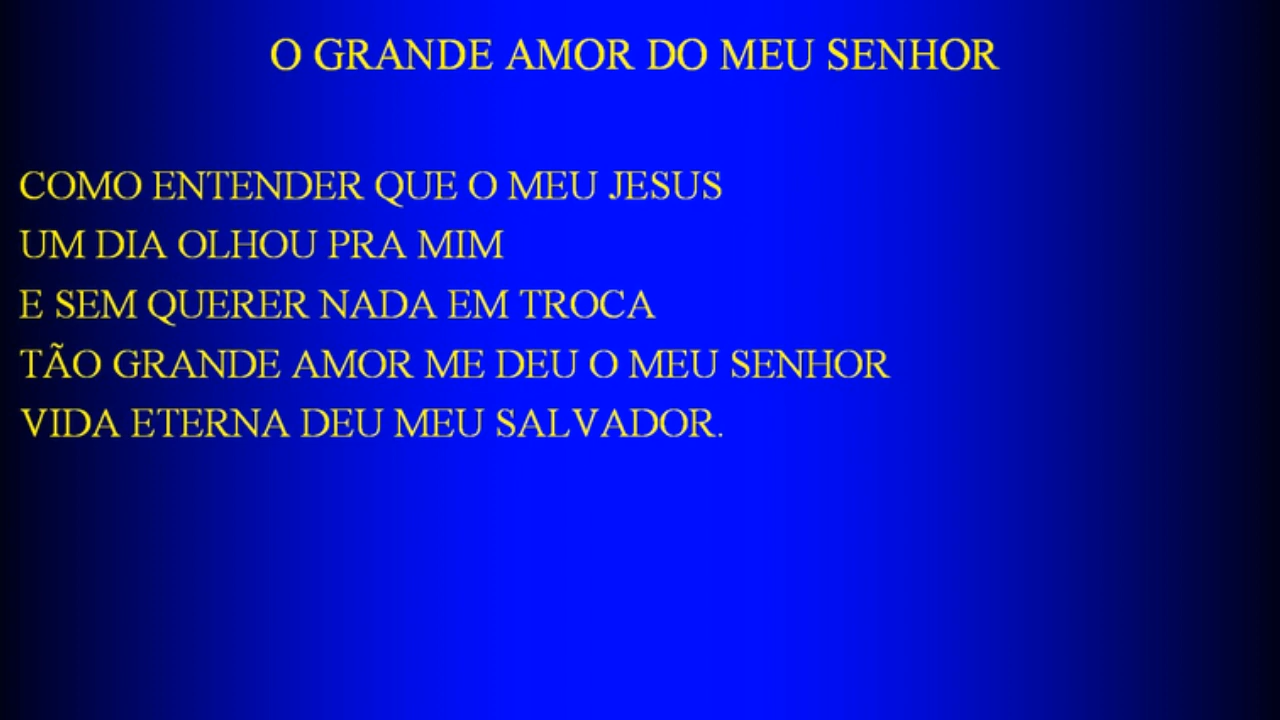 O GRANDE AMOR DO MEU SENHOR
COMO ENTENDER QUE O MEU JESUS
UM DIA OLHOU PRA MIM
E SEM QUERER NADA EM TROCA
TÃO GRANDE AMOR ME DEU O MEU SENHOR
VIDA ETERNA DEU MEU SALVADOR.